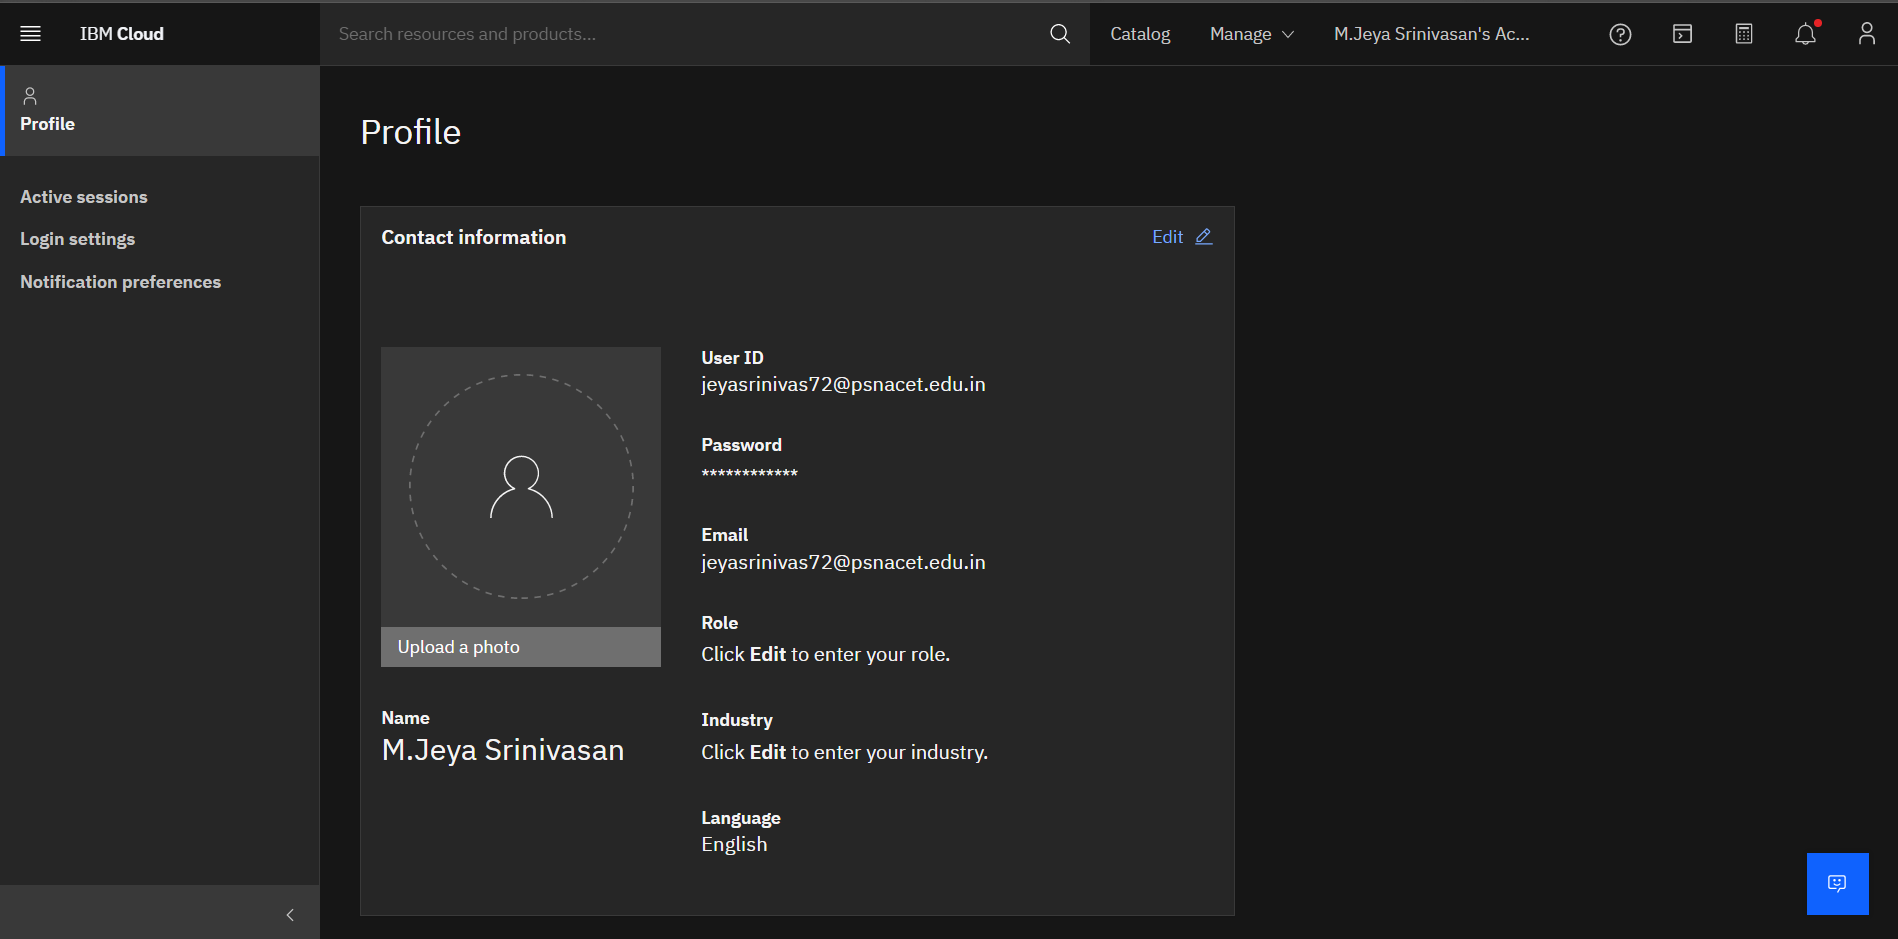 IBM Cloud
Search resources and products...
Catalog
Manage
M.Jeya Srinivasan's Ac...
Profile
Active sessions
Login settings
Notification preferences
Profile
Contact information
Edit
Upload a photo
Name
M.Jeya Srinivasan
User ID
jeyasrinivas72@psnacet.edu.in
Password
************
Email
jeyasrinivas72@psnacet.edu.in
Role
Click Edit to enter your role.
Industry
Click Edit to enter your industry.
Language
English